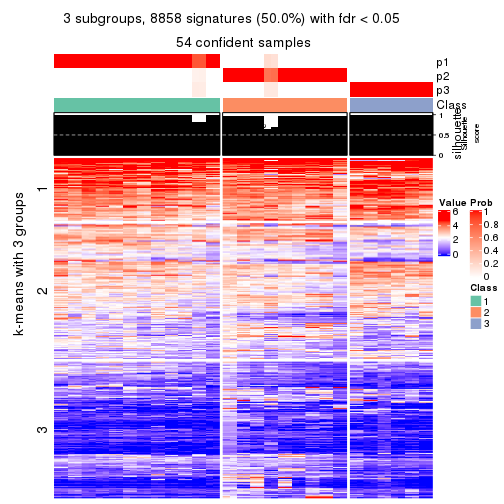 3 subgroups, 8858 signatures (50.0%) with fdr < 0.05
54 confident samples
p1
p2
p3
Class
1
0.5
0
silhouette
Silhouette
score
k-means with 3 groups
1
2
3
Value
6
4
2
0
Prob
1
0.8
0.6
0.4
0.2
0
Class
1
2
3